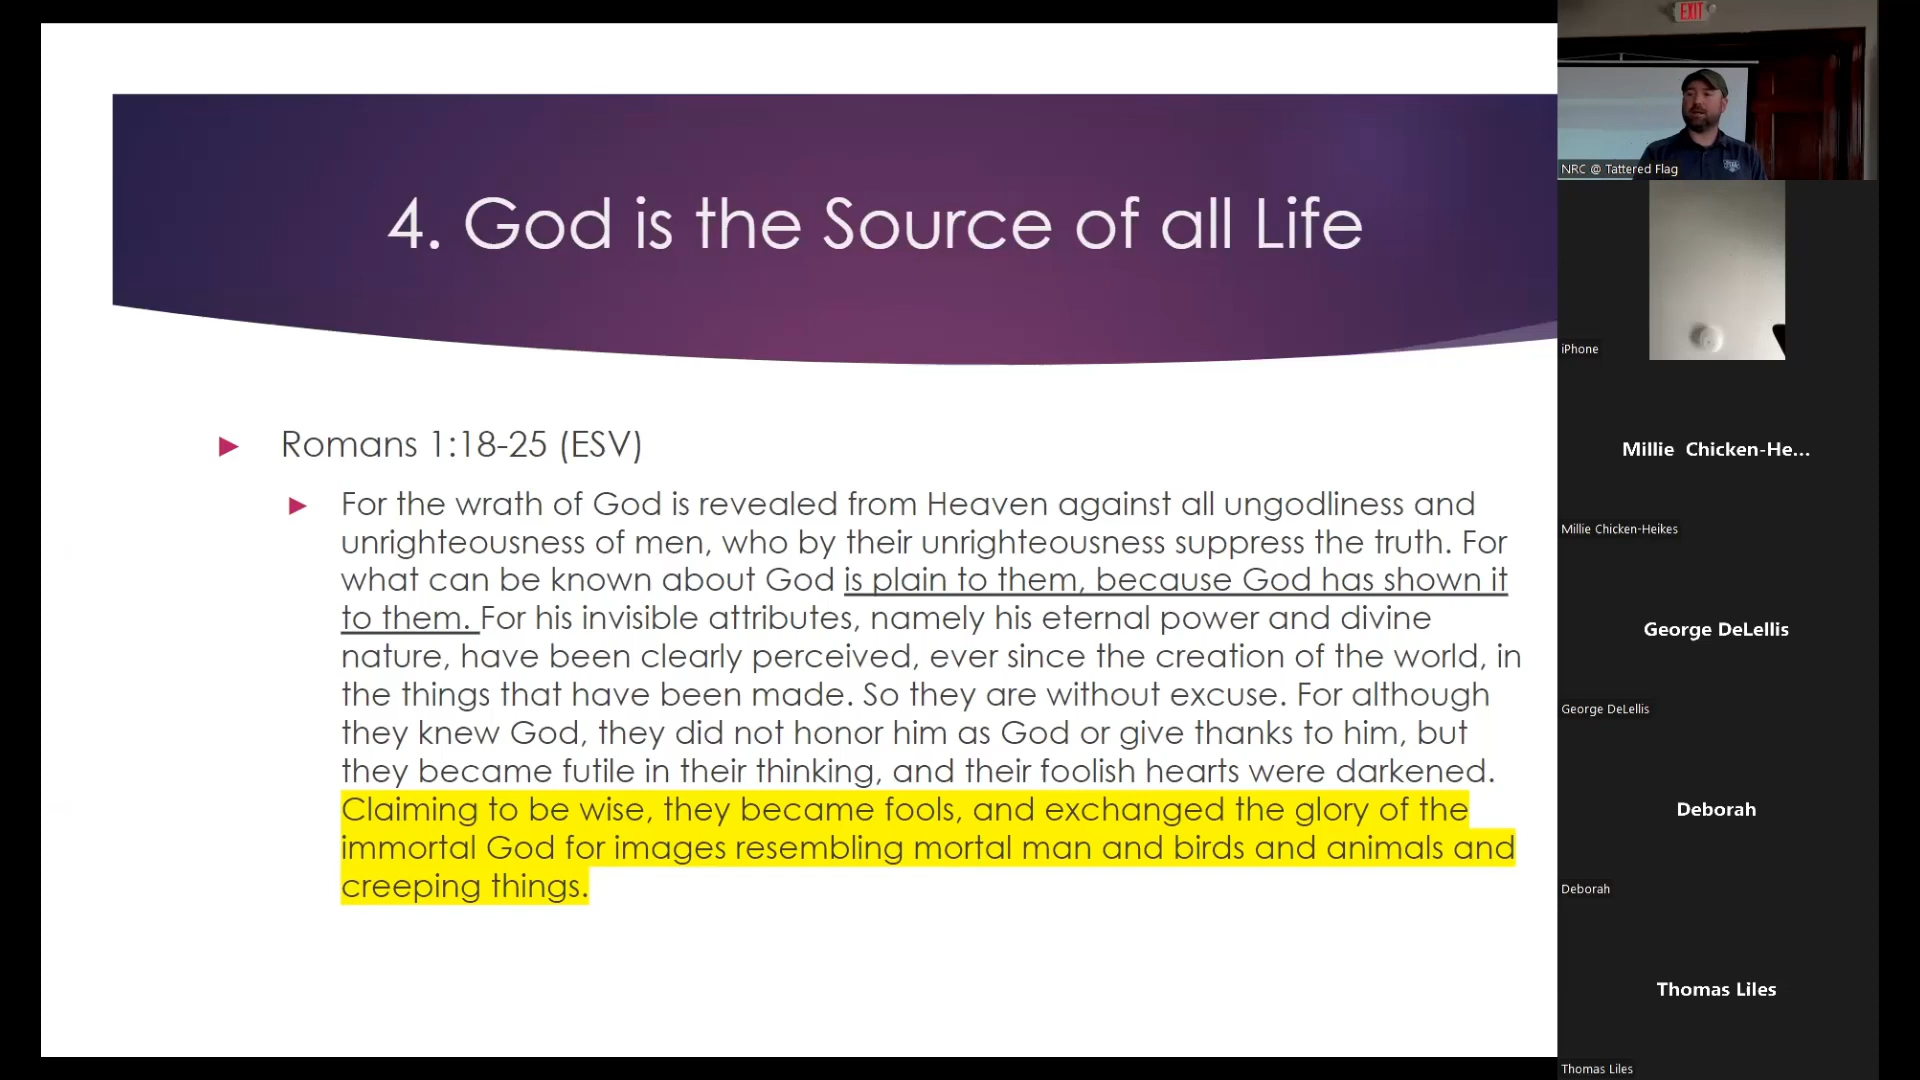 4. God is the Source of all Life
Romans 1:18-25 (ESV)
For the wrath of God is revealed from Heaven against all ungodliness and
unrighteousness of men, who by their unrighteousness suppress the truth. For
what can be known about God is plain to them, because God has shown it
to them. For his invisible attributes, namely his eternal power and divine
nature, have been clearly perceived, ever since the creation of the world, in
the things that have been made. So they are without excuse. For although
they knew God, they did not honor him as God or give thanks to him, but
they became futile in their thinking, and their foolish hearts were darkened.
Claiming to be wise, they became fools, and exchanged the glory of the
immortal God for images resembling mortal man and birds and animals and
creeping things.
EXIT
NRC @ Tattered Flag
iPhone
Millie Chicken-He...
Millie Chicken-Heikes
George DeLellis
George DeLellis
Deborah
Deborah
Thomas Liles
Thomas Liles